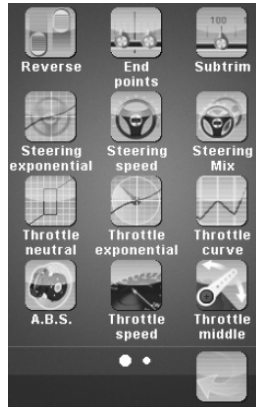 100
Reverse End points Subtrim
Steering exponential Steering speed Steering Mix
Throttle neutral Throttle exponential Throttle curve
A.B.S. Throttle speed Throttle middle